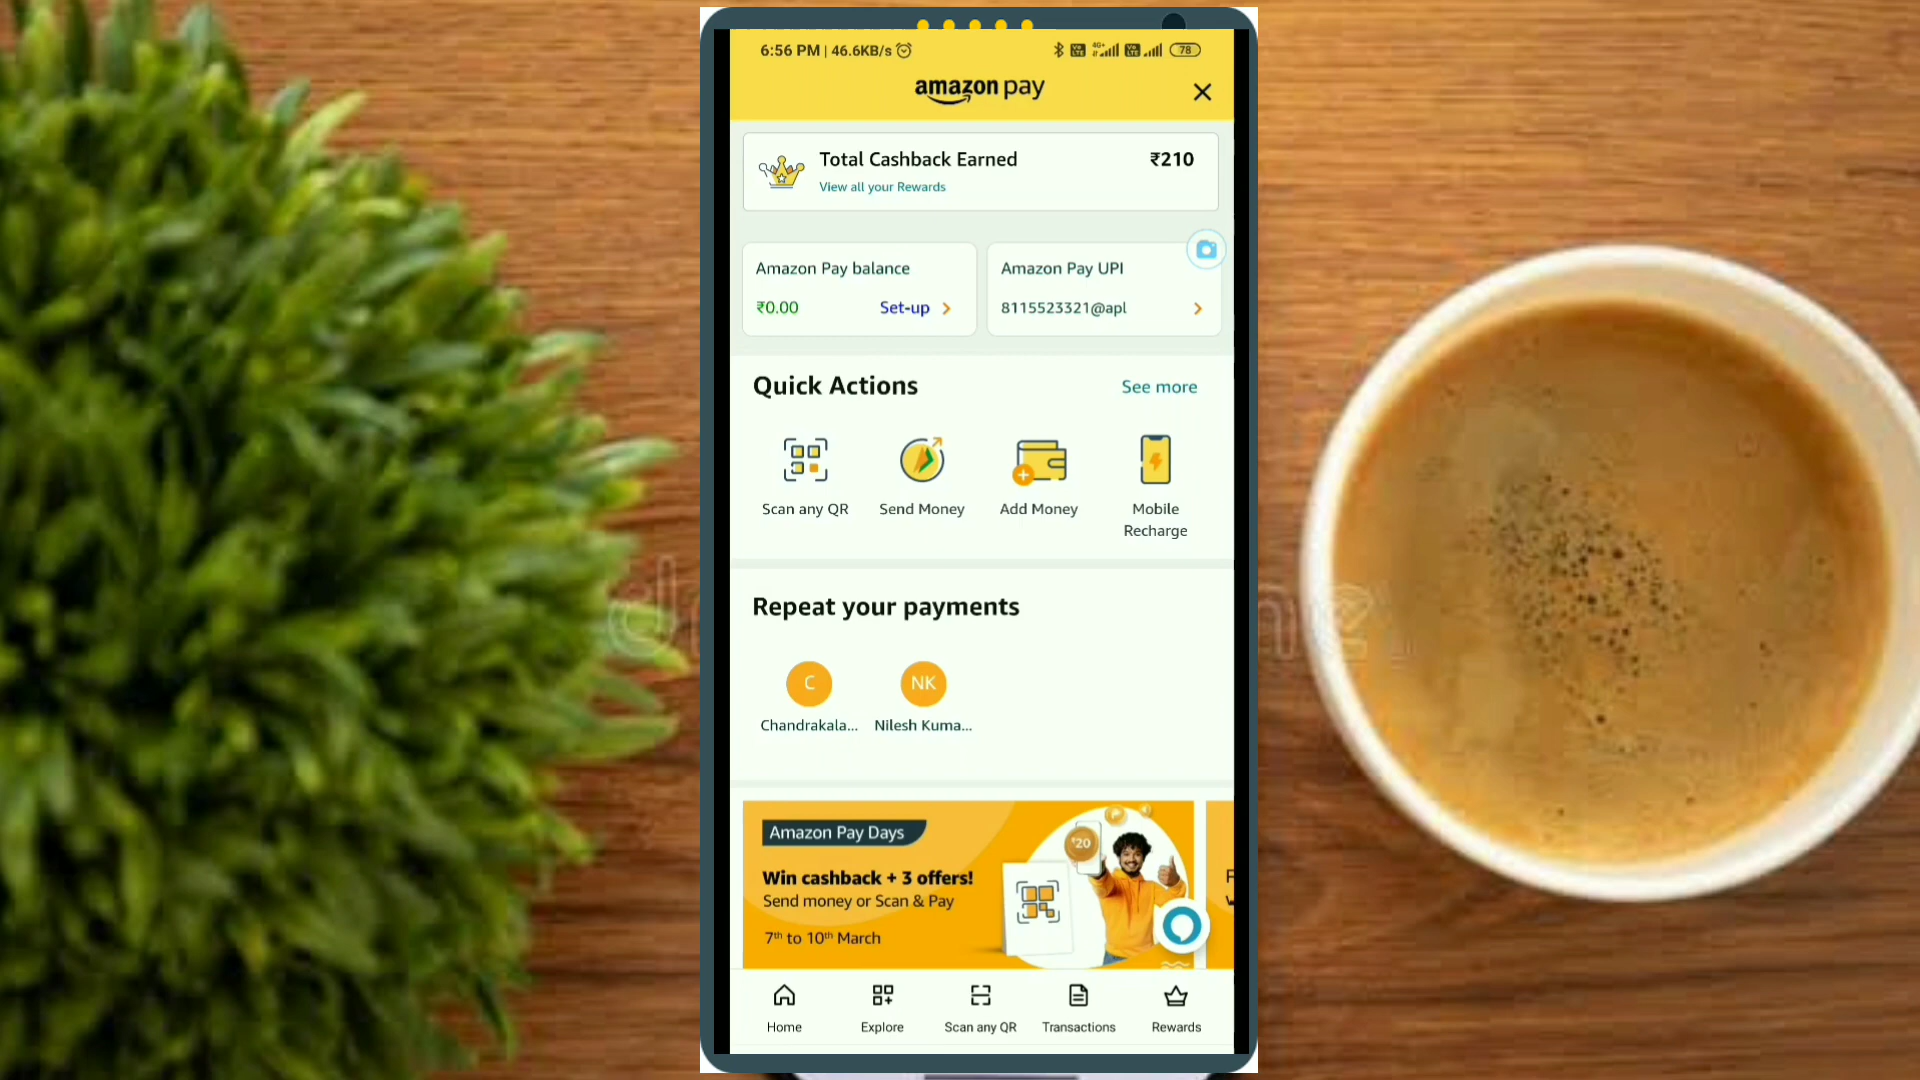 6:56 PM | 46.6KB/s
78
amazon pay
Total Cashback Earned
₹210
View all your Rewards
Amazon Pay balance
₹0.00
Set-up
Amazon Pay UPI
8115523321@apl
Quick Actions
See more
Scan any QR
Send Money
Add Money
Mobile
Recharge
Repeat your payments
C
NK
Chandrakala...
Nilesh Kuma...
Amazon Pay Days
Win cashback + 3 offers!
Send money or Scan & Pay
7th to 10th March
₹20
Home
Explore
Scan any QR
Transactions
Rewards